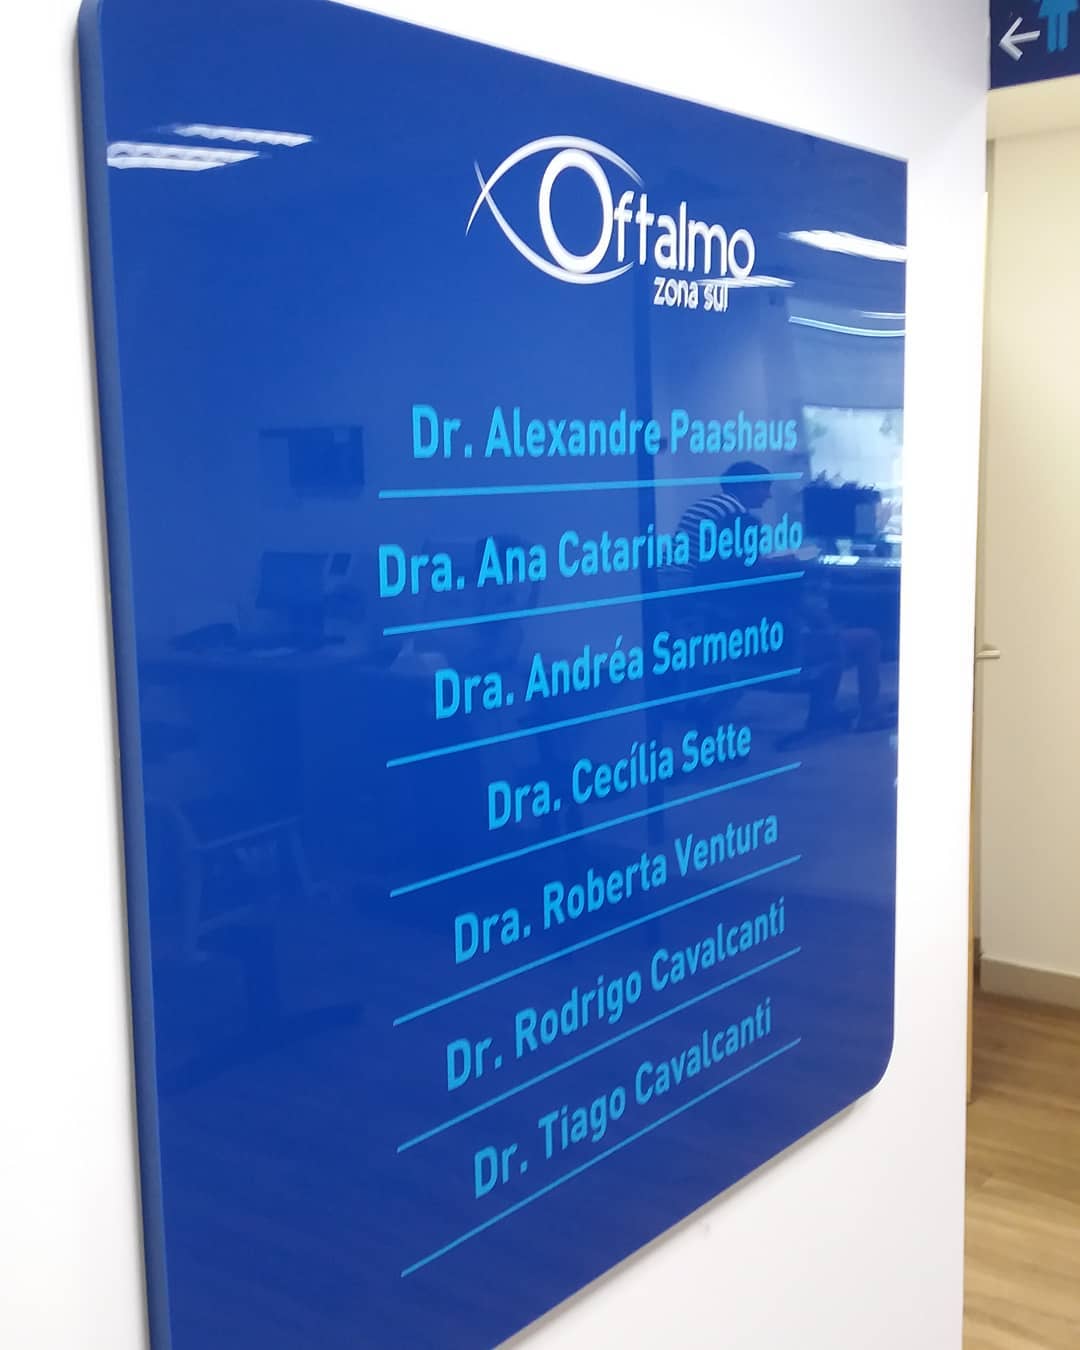 Oftalmo
zona sul
Dr. Alexandre Paashaus
Dra. Ana Catarina Delgado
Dra. Andréa Sarmento
Dra. Cecília Sette
Dra. Roberta Ventura
Dr. Rodrigo Cavalcanti
Dr. Tiago Cavalcanti